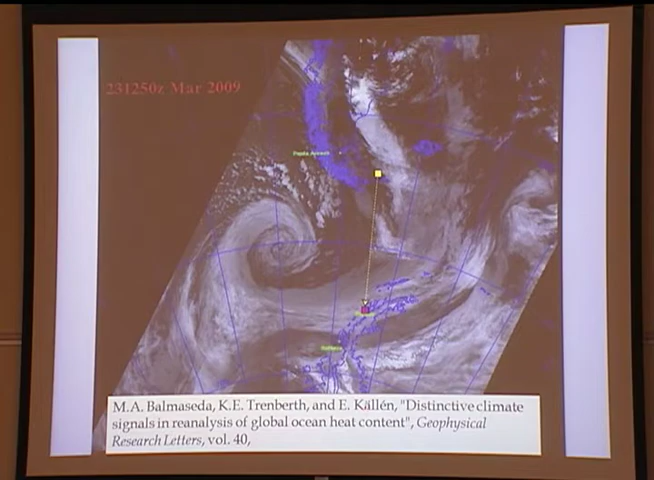 231250z Mar 2009
Punta Arenas
M.A. Balmaseda, K.E. Trenberth, and E. Källén, "Distinctive climate
signals in reanalysis of global ocean heat content", Geophysical
Research Letters, vol. 40,